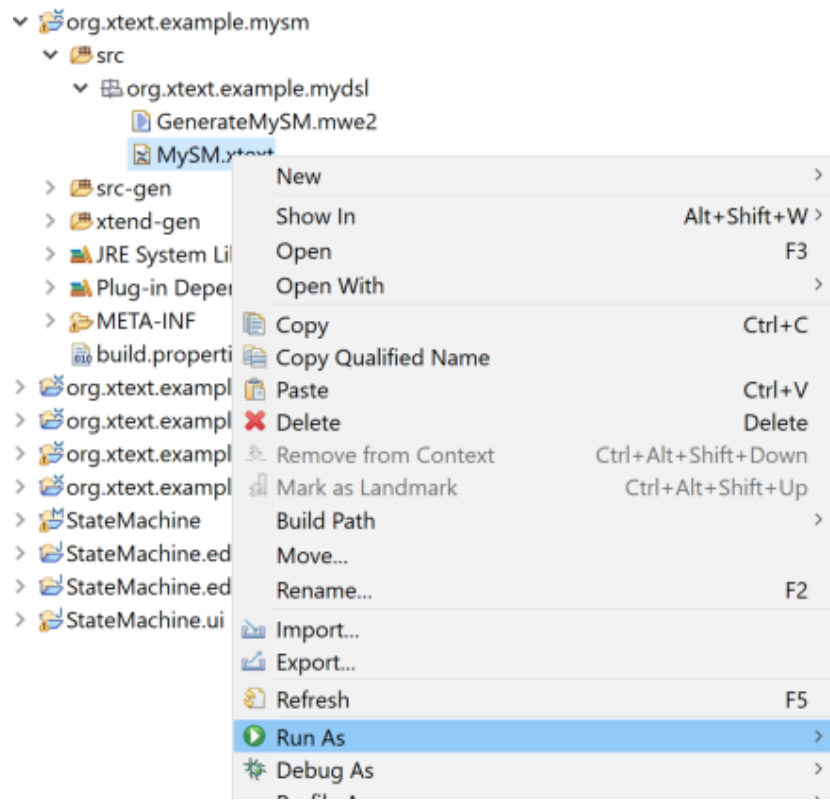 org.xtext.example.mysm
src
org.xtext.example.mydsl
GenerateMySM.mwe2
MySM.xtext
src-gen
xtend-gen
JRE System Li
Plug-in Deper
META-INF
build.properti
org.xtext.exampl
org.xtext.exampl
org.xtext.exampl
org.xtext.exampl
StateMachine
StateMachine.ed
StateMachine.ed
StateMachine.ui
New
Show In Alt+Shift+W
Open F3
Open With
Copy Ctrl+C
Copy Qualified Name
Paste Ctrl+V
Delete Delete
Remove from Context Ctrl+Alt+Shift+Down
Mark as Landmark Ctrl+Alt+Shift+Up
Build Path
Move...
Rename... F2
Import...
Export...
Refresh F5
Run As
Debug As